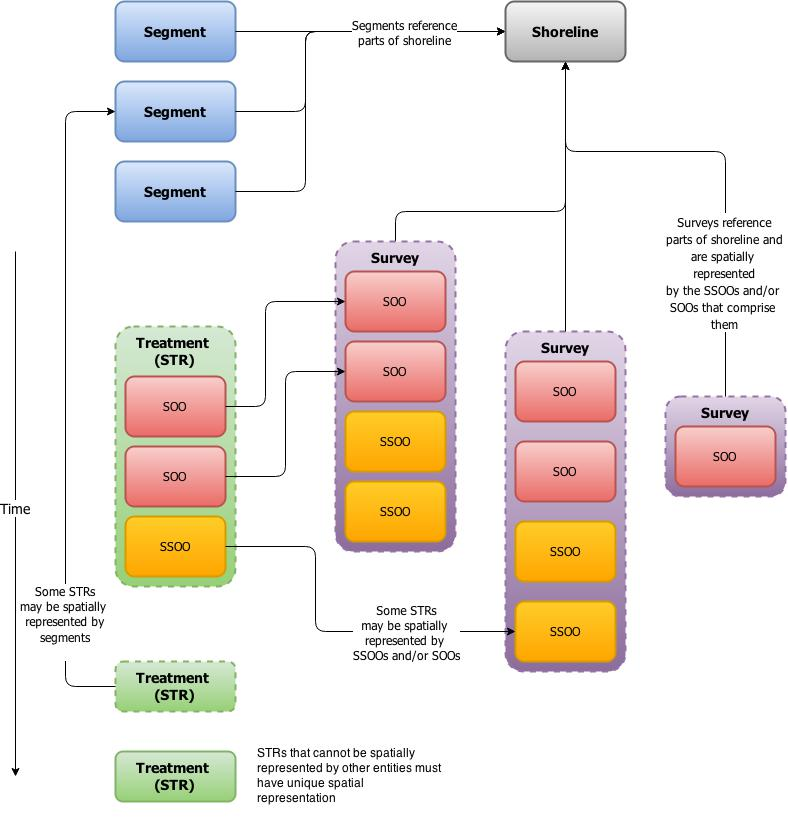 Segment
Segments reference
parts of shoreline
Shoreline
Segment
Segment
Surveys reference
parts of shoreline and
are spatially
represented
by the SSOOs and/or
SOOs that comprise
them
Survey
SOO
SOO
SSOO
SSOO
Treatment
(STR)
SOO
SOO
SSOO
Survey
SOO
SOO
SSOO
SSOO
Survey
SOO
Time
Some STRs
may be spatially
represented by
segments
Some STRs
may be spatially
represented by
SSOOs and/or SOOs
Treatment
(STR)
Treatment
(STR)
STRs that cannot be spatially
represented by other entities must
have unique spatial
representation